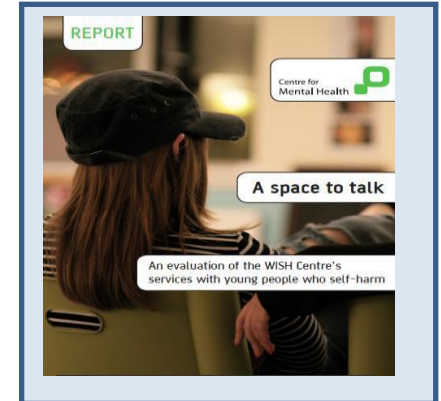 REPORT
Centre for
Mental Health
A space to talk
An evaluation of the WISH Centre's
services with young people who self-harm